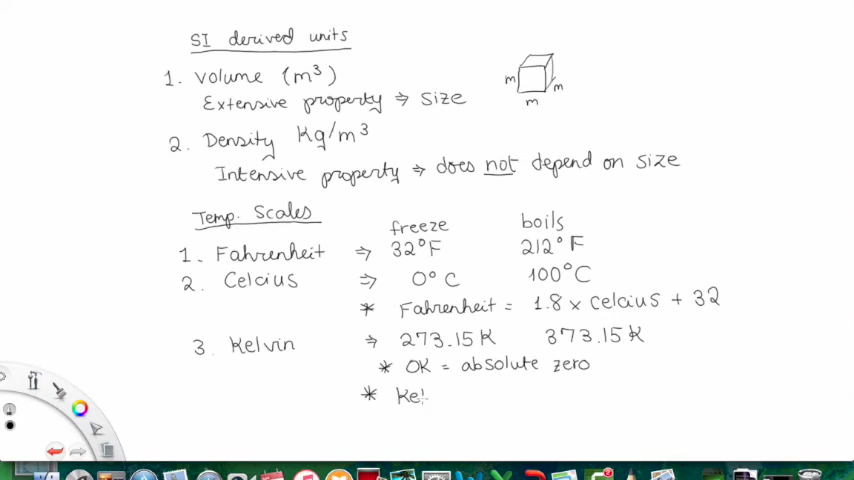 SI derived units
1. Volume (m³)
Extensive property ⇒ size
m
m
m
2. Density Kg/m³
Intensive property ⇒ does not depend on size
Temp. Scales
freeze boils
1. Fahrenheit ⇒ 32°F 212°F
2. Celcius ⇒ 0°C 100°C
* Fahrenheit = 1.8 × Celcius + 32
3. Kelvin ⇒ 273.15K 373.15K
* 0K = absolute zero
* Kel